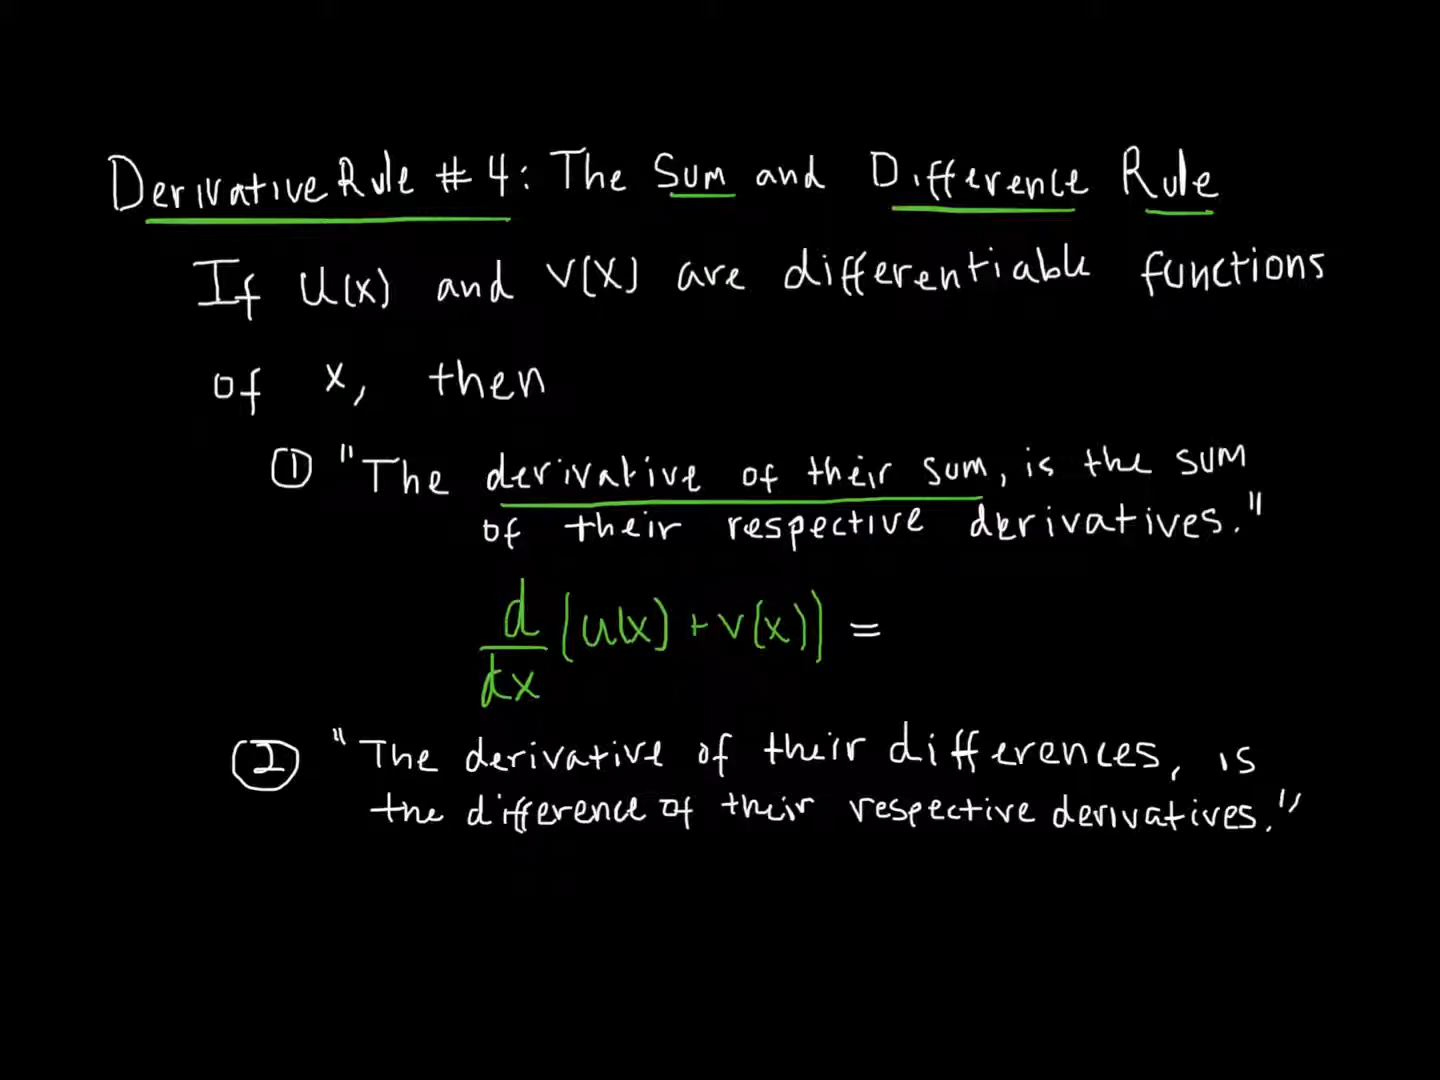 Derivative Rule # 4: The Sum and Difference Rule
If u(x) and v(x) are differentiable functions
of x, then
① "The derivative of their sum, is the sum
of their respective derivatives."
d/dx (u(x) + v(x)) =
② "The derivative of their differences, is
the difference of their respective derivatives."